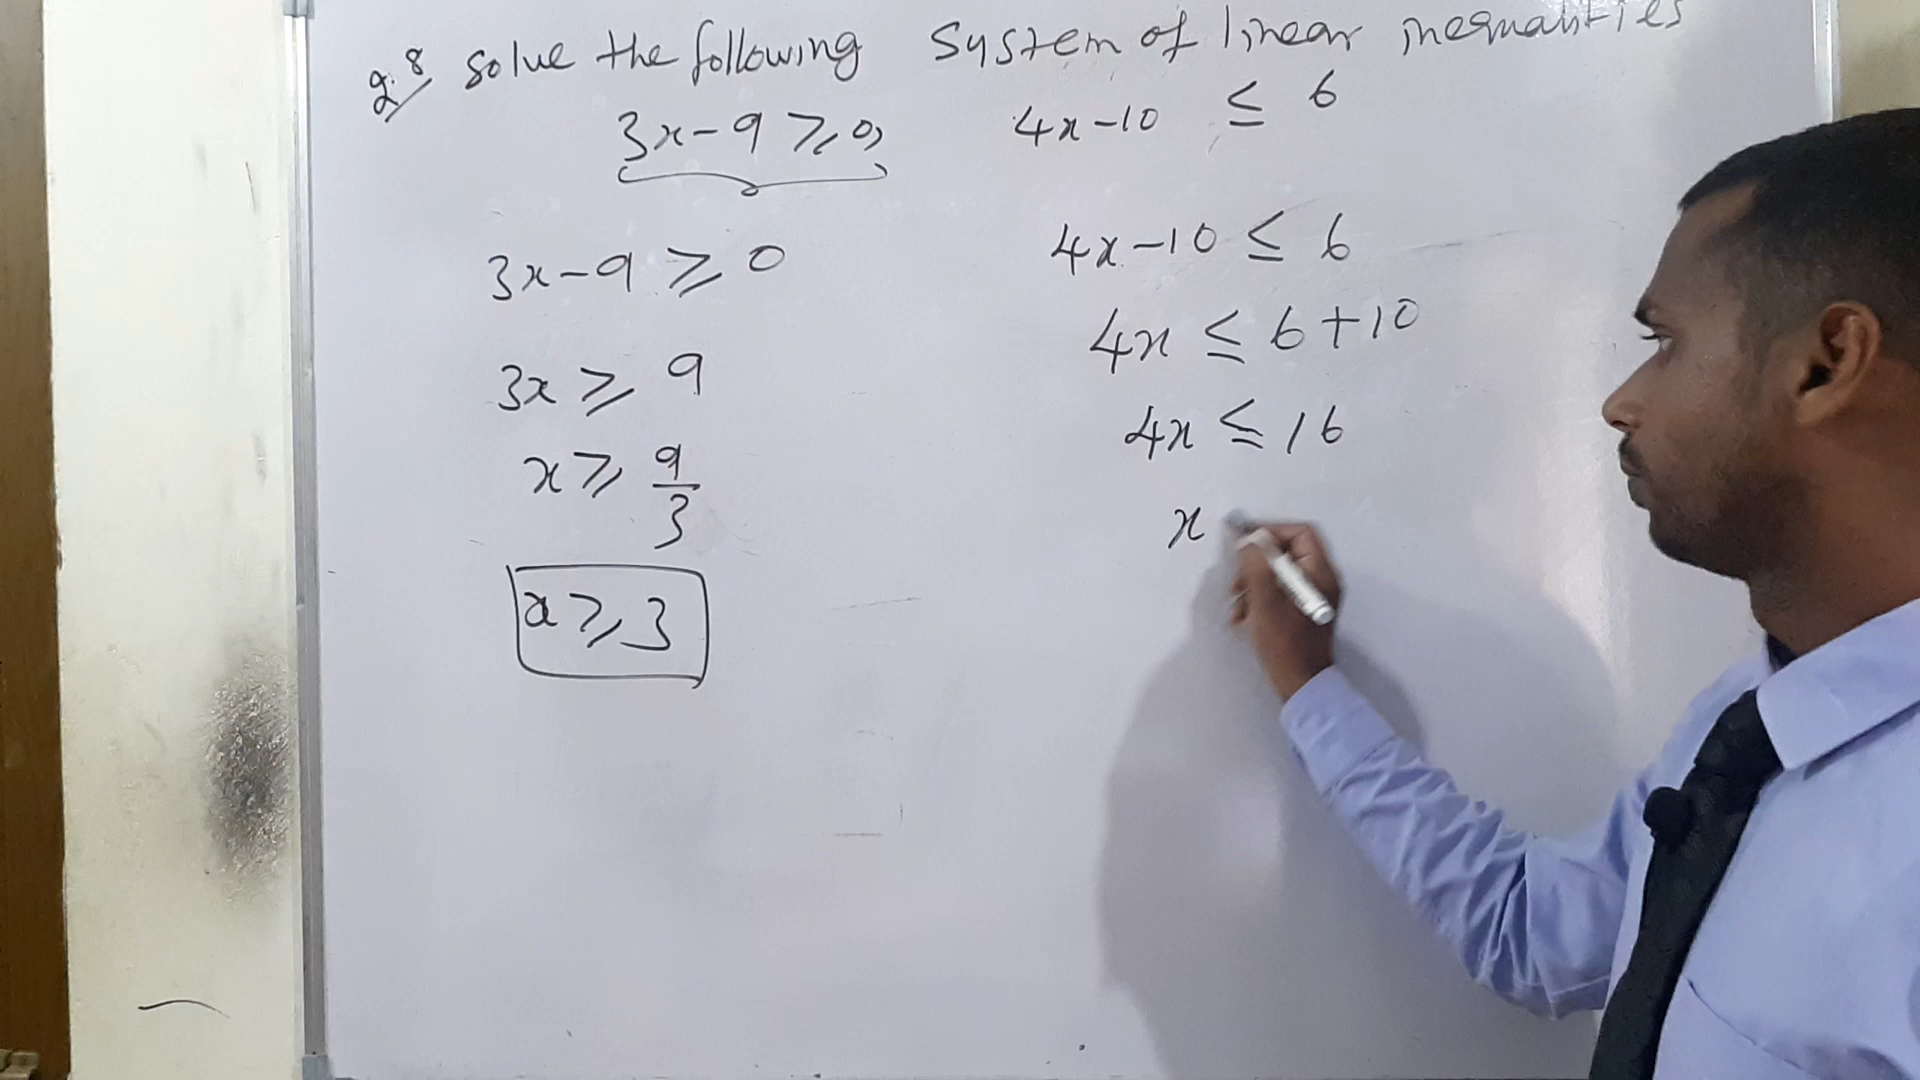 Q.8 Solve the following System of linear inequalities
3x-9 ⩾ 0, 4x-10 ≤ 6
3x-9 ⩾ 0
3x ⩾ 9
x ⩾ 9/3
x ⩾ 3
4x-10 ≤ 6
4x ≤ 6+10
4x ≤ 16
x